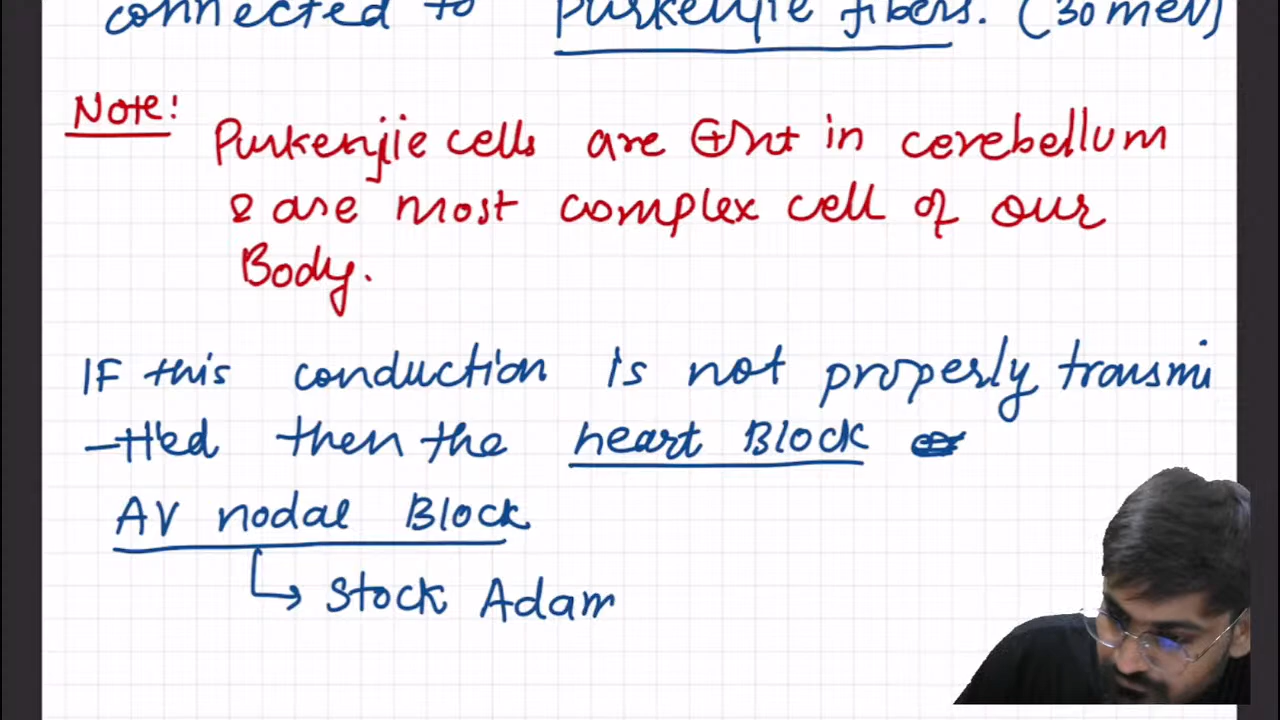 connected to Purkenjie fibers. (30 meV)
Note!
Purkenjie cells are ⊕nt in cerebellum
& are most complex cell of our
Body.
IF this conduction is not properly transmi
-tted then the heart Block
AV nodal Block
↳ Stock Adam